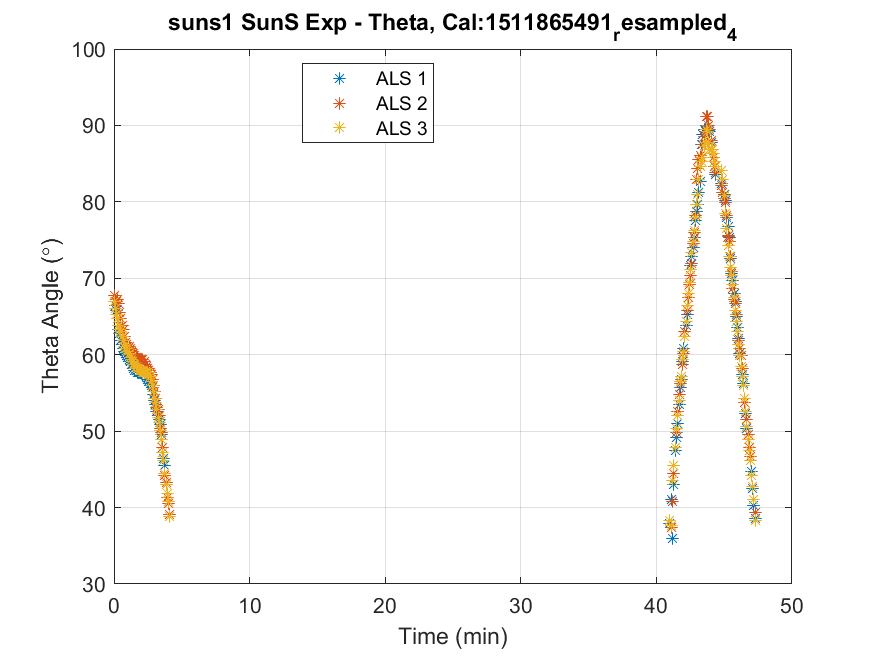 suns1 SunS Exp - Theta, Cal:1511865491resampled4
100
90
80
70
60
50
40
30
0 10 20 30 40 50
Theta Angle (°)
Time (min)
ALS 1
ALS 2
ALS 3